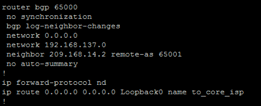 router bgp 65000
no synchronization
bgp log-neighbor-changes
network 0.0.0.0
network 192.168.137.0
neighbor 209.168.14.2 remote-as 65001
no auto-summary
!
ip forward-protocol nd
ip route 0.0.0.0 0.0.0.0 Loopback0 name to_core_isp
!